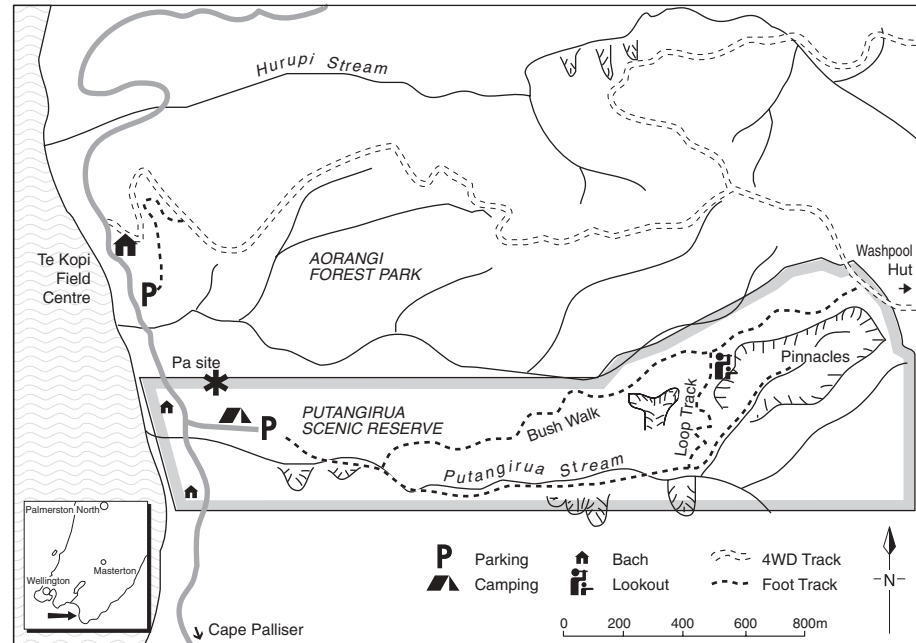 Hurupi Stream
Te Kopi
Field
Centre
P
AORANGI
FOREST PARK
Washpool
Hut
Pa site
Pinnacles
P
PUTANGIRUA
SCENIC RESERVE
Bush Walk
Loop Track
Putangirua Stream
Palmerston North
Masterton
Wellington
P Parking
Camping
Bach
Lookout
4WD Track
Foot Track
N
0 200 400 600 800m
Cape Palliser